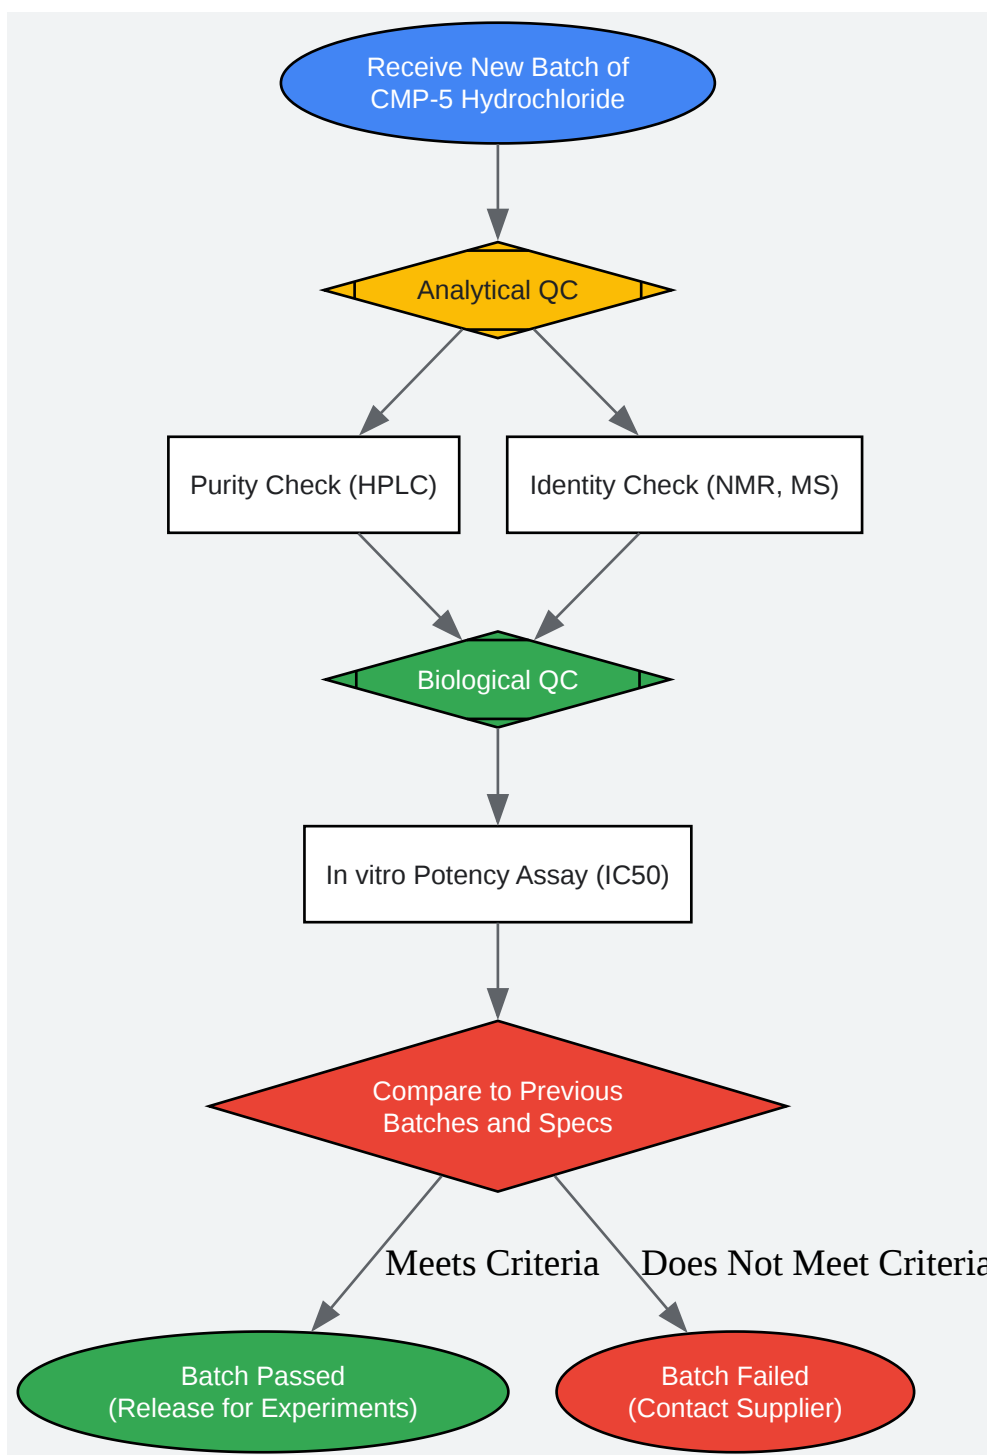 Receive New Batch of
CMP-5 Hydrochloride
Analytical QC
Purity Check (HPLC)
Identity Check (NMR, MS)
Biological QC
In vitro Potency Assay (IC50)
Compare to Previous
Batches and Specs
Meets Criteria
Does Not Meet Criteria
Batch Passed
(Release for Experiments)
Batch Failed
(Contact Supplier)